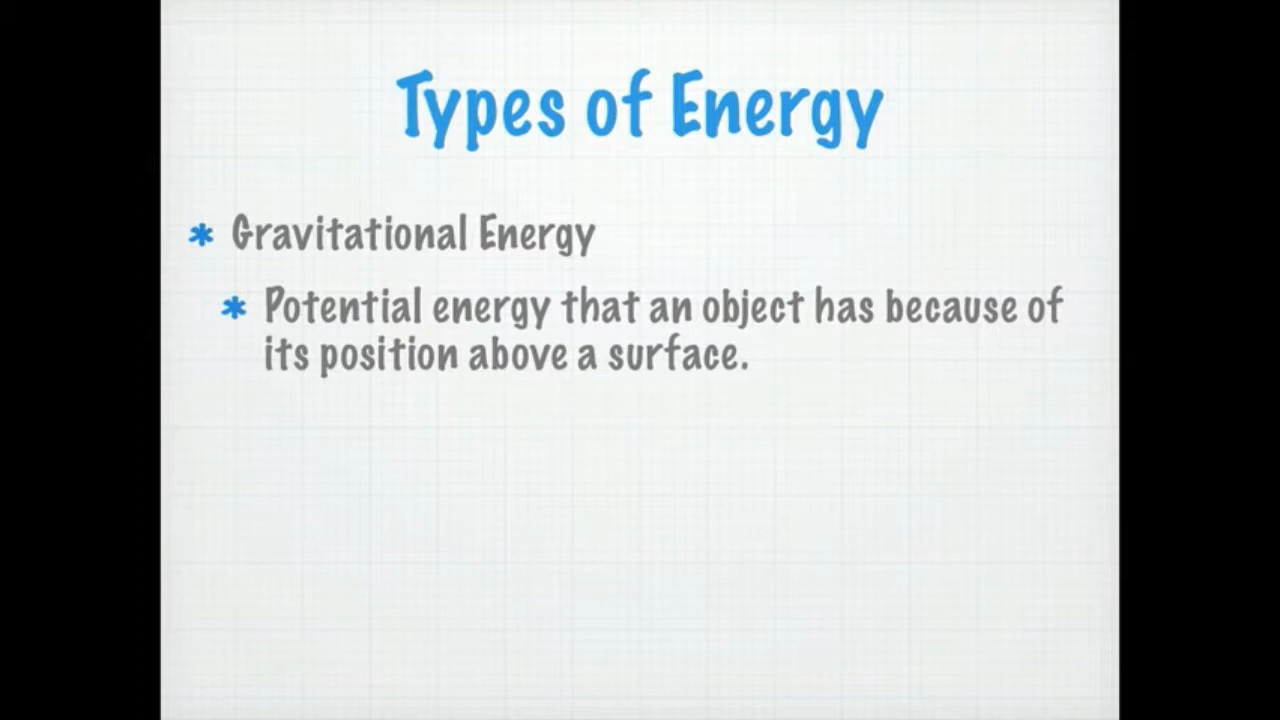 Types of Energy
* Gravitational Energy
* Potential energy that an object has because of
its position above a surface.